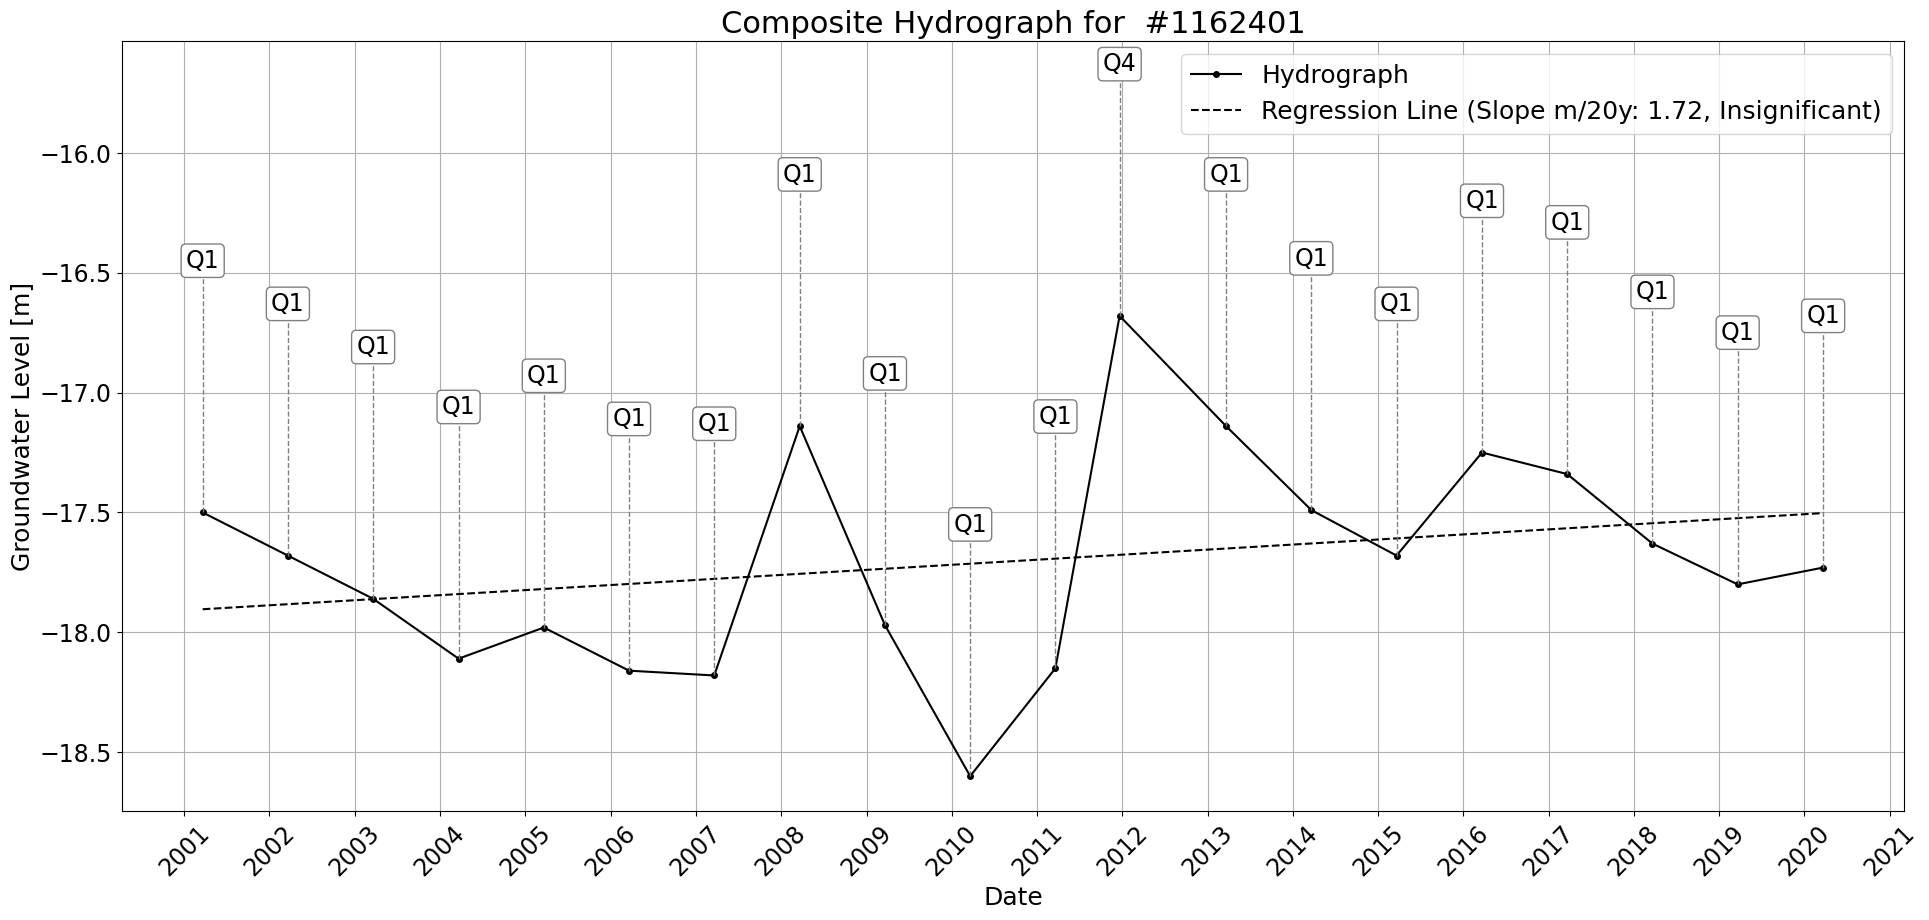 Composite Hydrograph for  #1162401
Hydrograph
Regression Line (Slope m/20y: 1.72, Insignificant)
Groundwater Level [m]
−16.0
−16.5
−17.0
−17.5
−18.0
−18.5
Q1
Q1
Q1
Q1
Q1
Q1
Q1
Q1
Q1
Q1
Q1
Q4
Q1
Q1
Q1
Q1
Q1
Q1
Q1
Q1
2001
2002
2003
2004
2005
2006
2007
2008
2009
2010
2011
2012
2013
2014
2015
2016
2017
2018
2019
2020
2021
Date